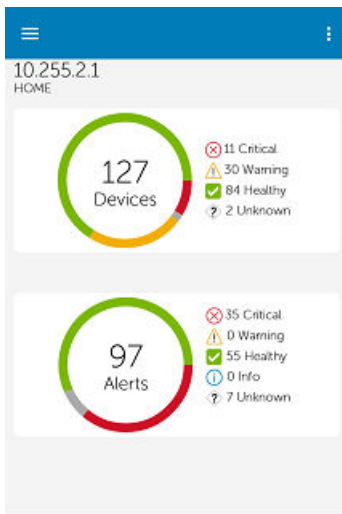 10.255.2.1
HOME
127
Devices
11 Critical
30 Warning
84 Healthy
2 Unknown
97
Alerts
35 Critical
0 Warning
55 Healthy
0 Info
7 Unknown